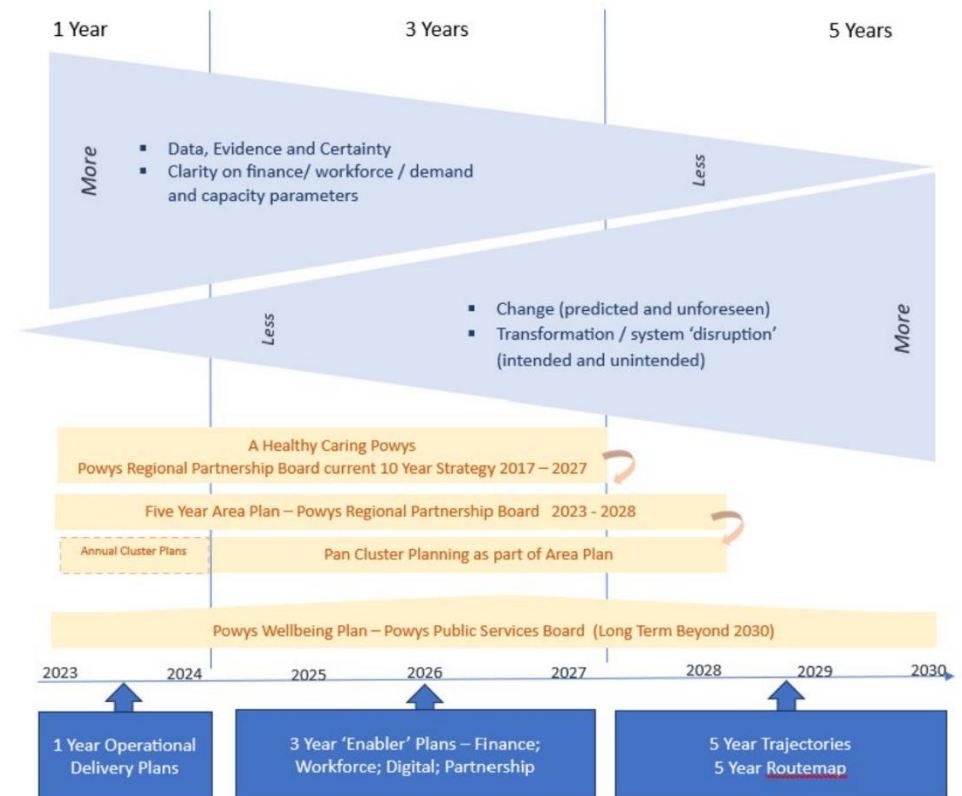 1 Year
3 Years
5 Years
More
▪ Data, Evidence and Certainty
▪ Clarity on finance/ workforce / demand
and capacity parameters
Less
Less
▪ Change (predicted and unforeseen)
▪ Transformation / system ‘disruption’
(intended and unintended)
More
A Healthy Caring Powys
Powys Regional Partnership Board current 10 Year Strategy 2017 – 2027
Five Year Area Plan – Powys Regional Partnership Board 2023 - 2028
Annual Cluster Plans
Pan Cluster Planning as part of Area Plan
Powys Wellbeing Plan – Powys Public Services Board (Long Term Beyond 2030)
2023 2024 2025 2026 2027 2028 2029 2030
1 Year Operational
Delivery Plans
3 Year ‘Enabler’ Plans – Finance;
Workforce; Digital; Partnership
5 Year Trajectories
5 Year Routemap